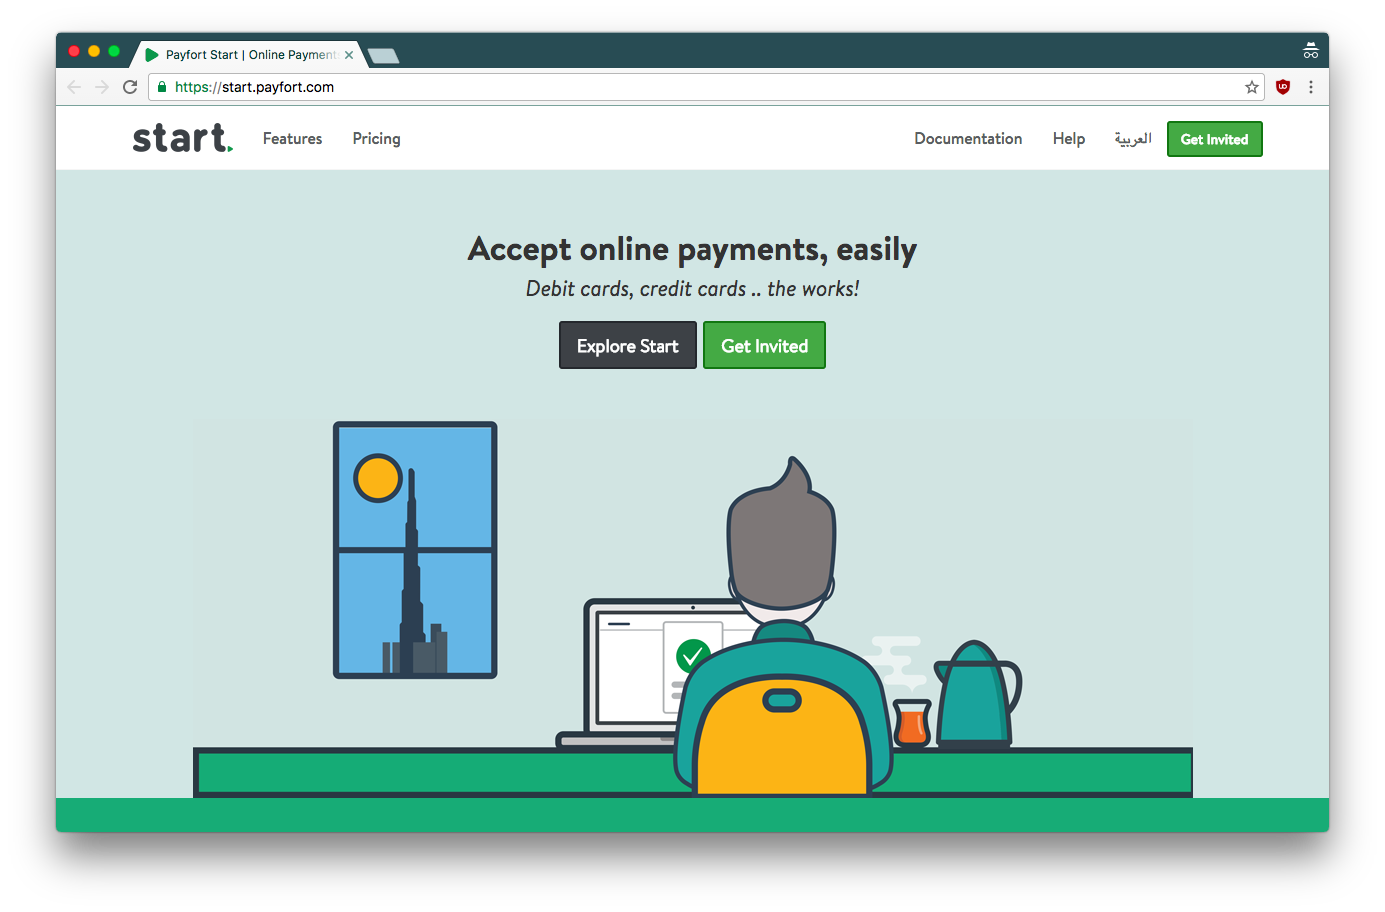 Payfort Start | Online Payment
https://start.payfort.com
start.
Features
Pricing
Documentation
Help
العربية
Get Invited
Accept online payments, easily
Debit cards, credit cards .. the works!
Explore Start
Get Invited